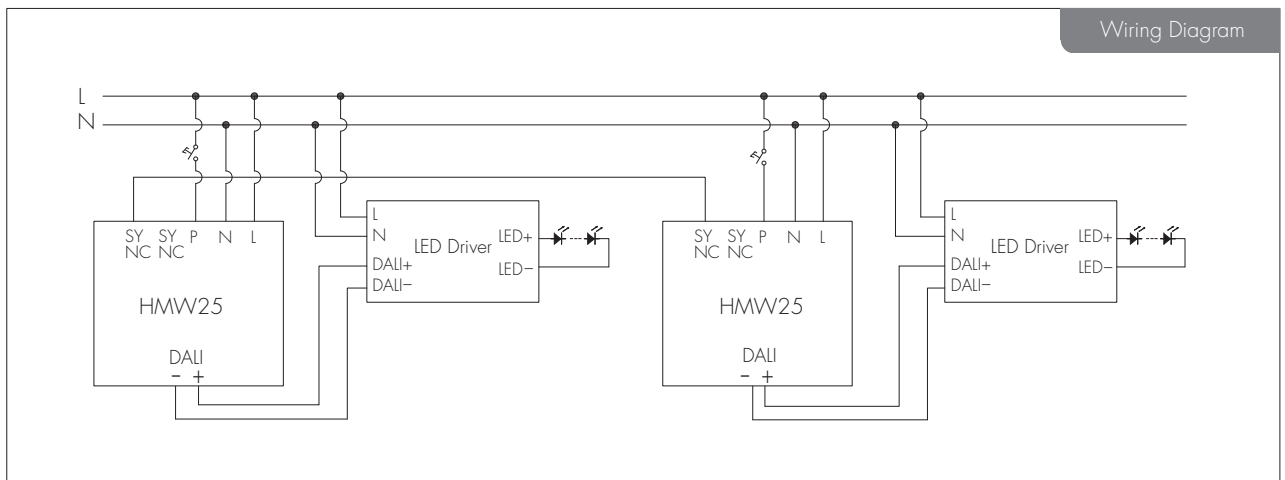 Wiring Diagram
L
N
SY
NC
SY
NC
P
N
L
HMW25
DALI
− +
L
N
DALI+
DALI−
LED Driver
LED+
LED−
SY
NC
SY
NC
P
N
L
HMW25
DALI
− +
L
N
DALI+
DALI−
LED Driver
LED+
LED−